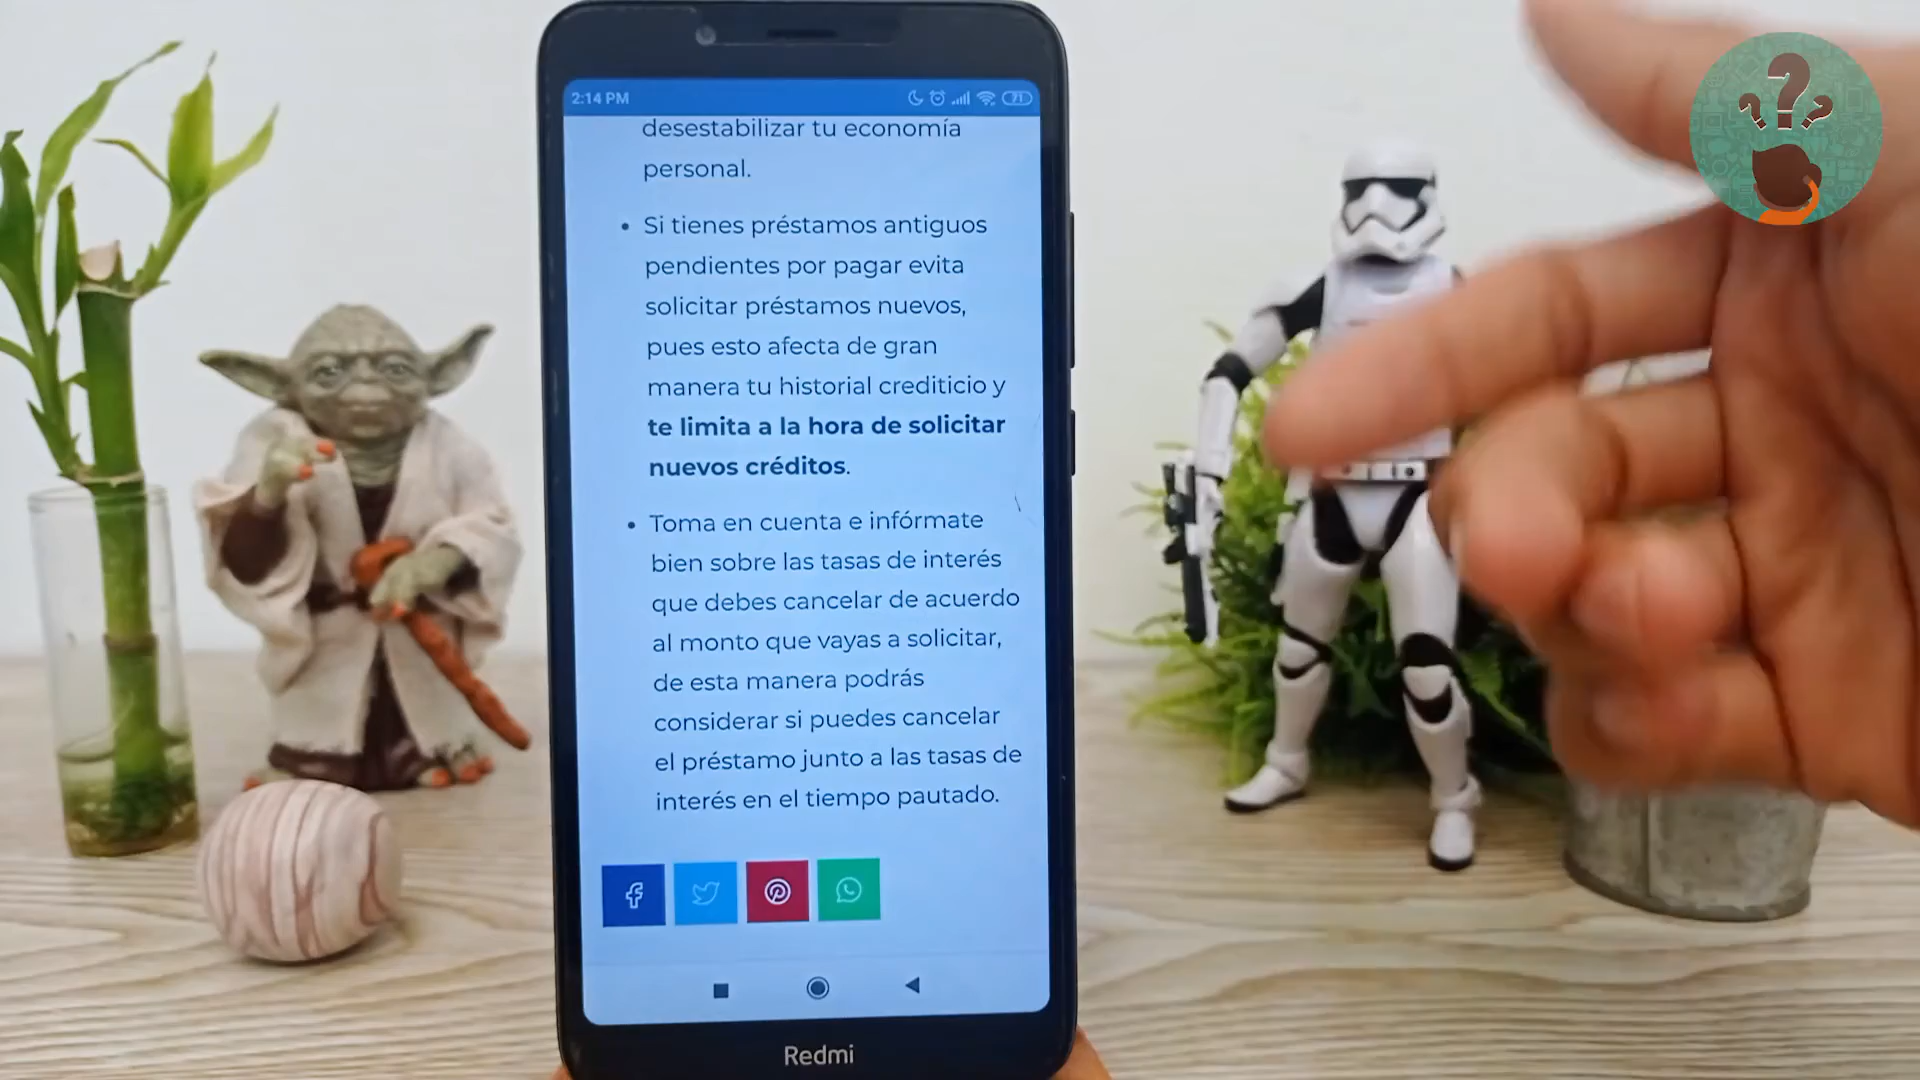 2:14 PM
71
desestabilizar tu economía
personal.
• Si tienes préstamos antiguos
pendientes por pagar evita
solicitar préstamos nuevos,
pues esto afecta de gran
manera tu historial crediticio y
te limita a la hora de solicitar
nuevos créditos.
• Toma en cuenta e infórmate
bien sobre las tasas de interés
que debes cancelar de acuerdo
al monto que vayas a solicitar,
de esta manera podrás
considerar si puedes cancelar
el préstamo junto a las tasas de
interés en el tiempo pautado.
Redmi